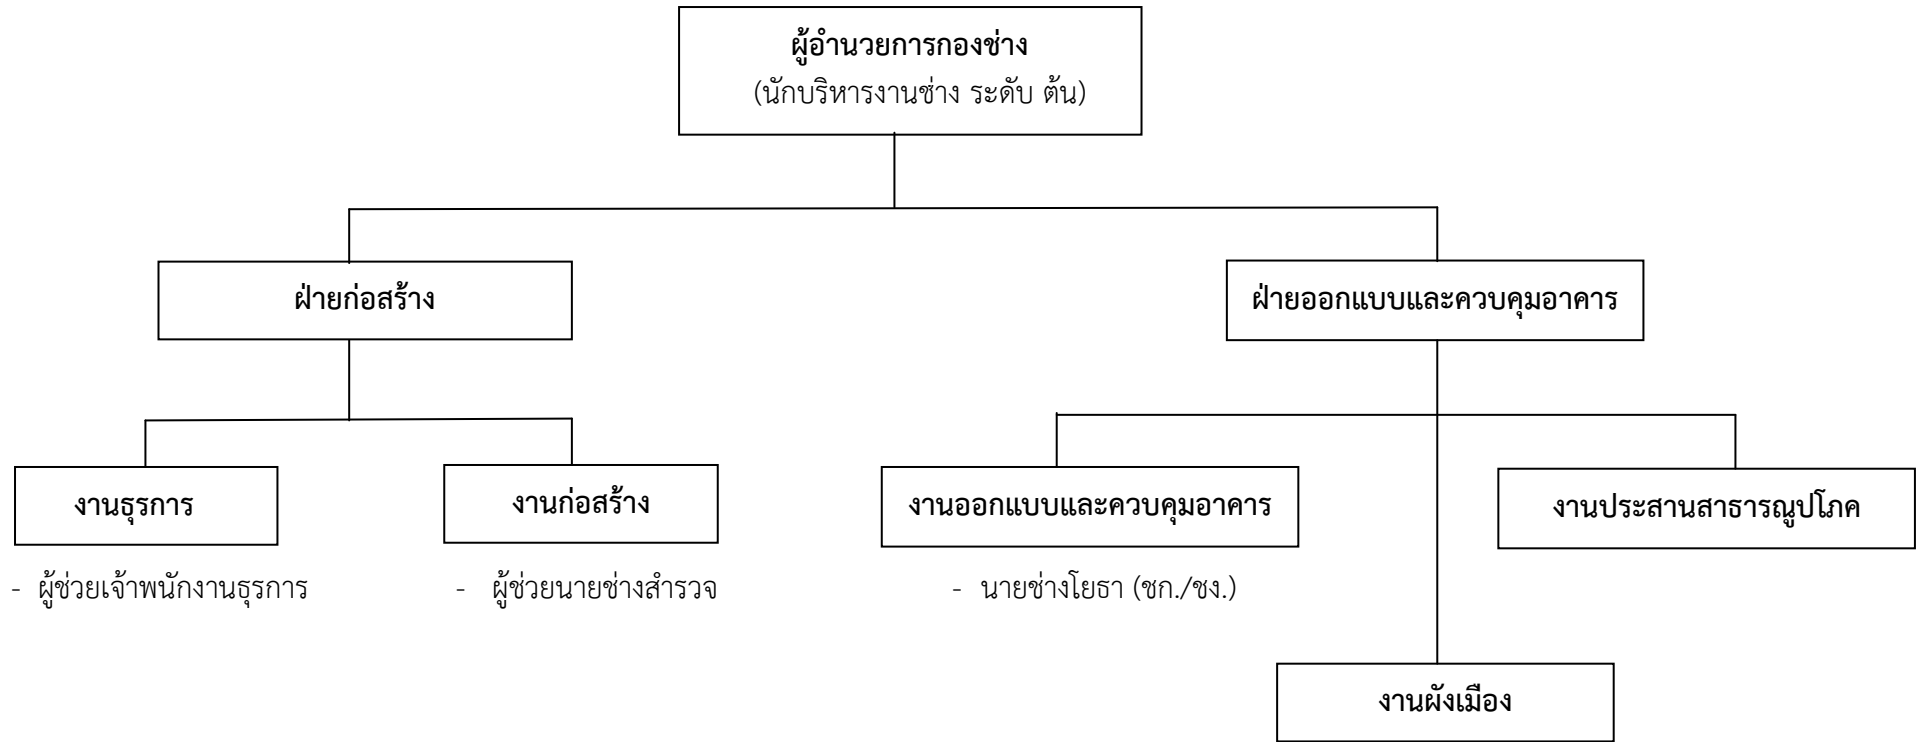 ผู้อำนวยการกองช่าง
(นักบริหารงานช่าง ระดับ ต้น)
ฝ่ายก่อสร้าง
ฝ่ายออกแบบและควบคุมอาคาร
งานธุรการ
งานก่อสร้าง
งานออกแบบและควบคุมอาคาร
งานประสานสาธารณูปโภค
- ผู้ช่วยเจ้าพนักงานธุรการ
- ผู้ช่วยนายช่างสำรวจ
- นายช่างโยธา (ชก./ชง.)
งานผังเมือง